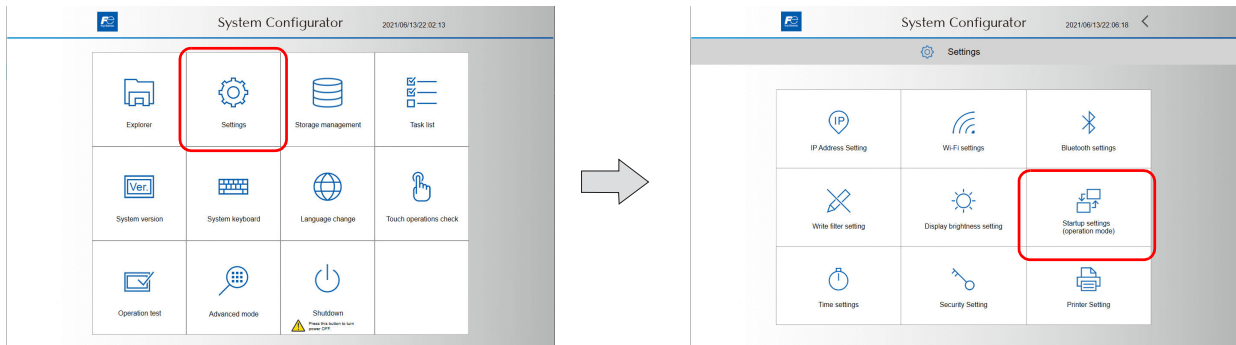 Fe System Configurator 2021/06/13/22:02:13
Explorer
Settings
Storage management
Task list
Ver.
System version
System keyboard
Language change
Touch operations check
Operation test
Advanced mode
Shutdown
Press this button to turn
power OFF.
Fe System Configurator 2021/06/13/22:06:18
Settings
IP
IP Address Setting
Wi-Fi settings
Bluetooth settings
Write filter setting
Display brightness setting
Startup settings
(operation mode)
Time settings
Security Setting
Printer Setting